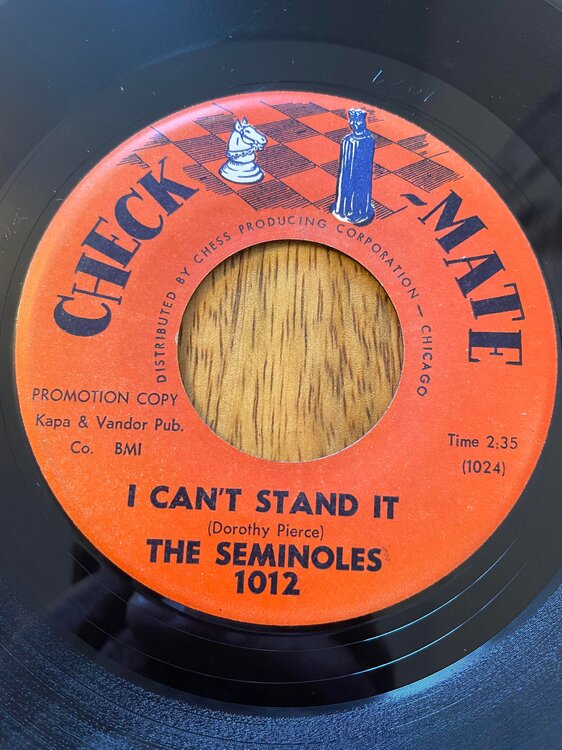 CHECK-MATE
DISTRIBUTED BY CHESS PRODUCING CORPORATION — CHICAGO
PROMOTION COPY
Kapa & Vandor Pub.
Co. BMI
Time 2:35
(1024)
I CAN'T STAND IT
(Dorothy Pierce)
THE SEMINOLES
1012